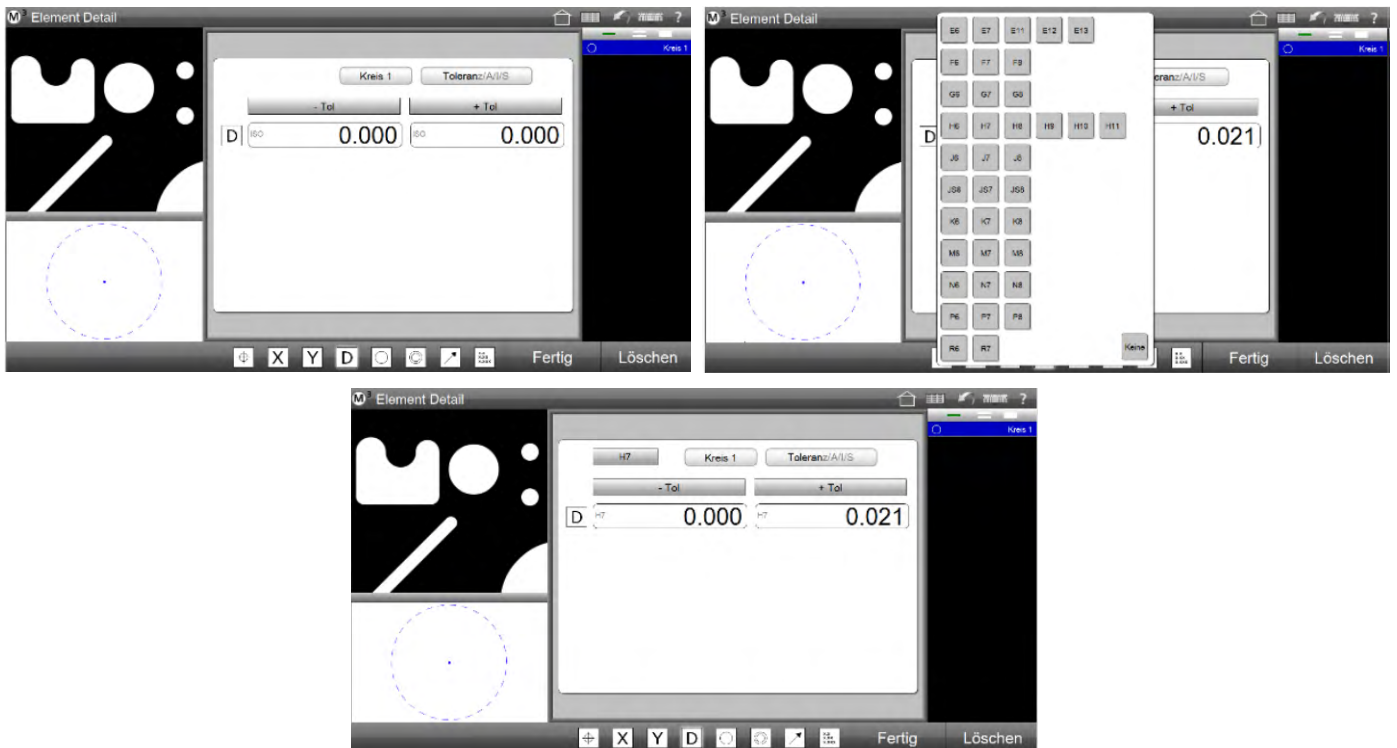 M³ Element Detail ?
Kreis 1
Kreis 1 Toleranz/A/I/S
- Tol + Tol
D ISO 0.000 ISO 0.000
X Y D Fertig Löschen
M³ Element Detail ?
Kreis 1
E6 E7 E11 E12 E13
F6 F7 F8
eranz/A/I/S
G6 G7 G8
+ Tol
H6 H7 H8 H9 H10 H11
D 0.021
J6 J7 J8
JS6 JS7 JS8
K6 K7 K8
M6 M7 M8
N6 N7 N8
P6 P7 P8
R6 R7 Keine
Fertig Löschen
M³ Element Detail ?
Kreis 1
H7 Kreis 1 Toleranz/A/I/S
- Tol + Tol
D H7 0.000 H7 0.021
X Y D Fertig Löschen